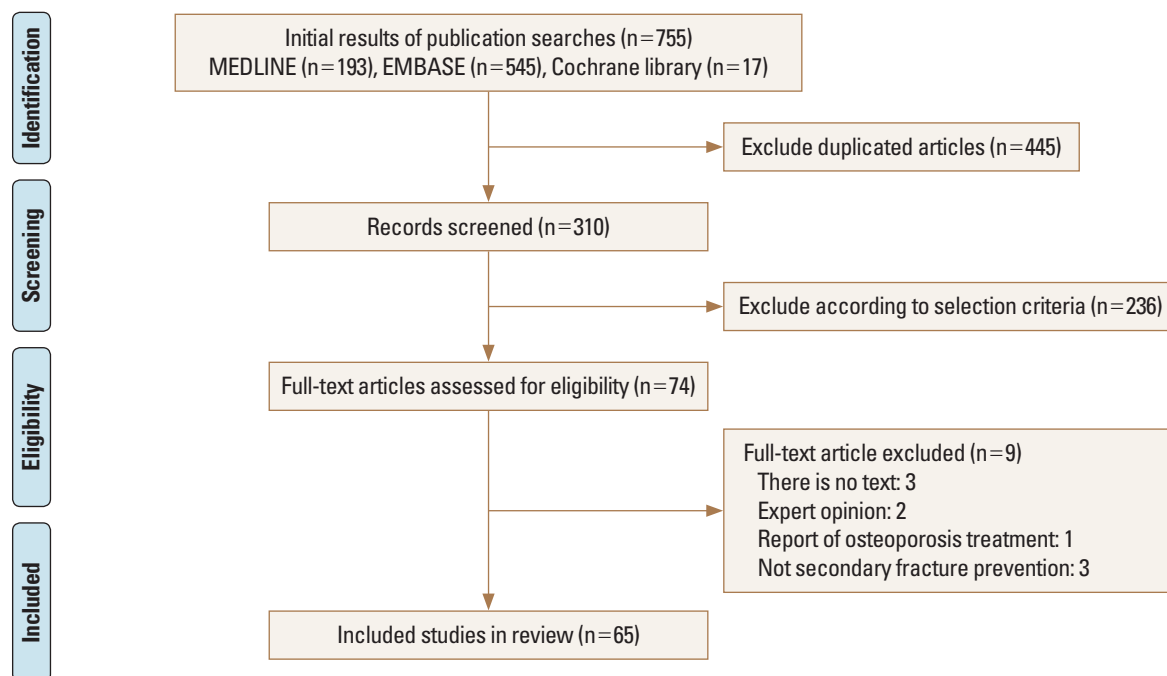 Identification
Initial results of publication searches (n=755)
MEDLINE (n=193), EMBASE (n=545), Cochrane library (n=17)
Exclude duplicated articles (n=445)
Screening
Records screened (n=310)
Exclude according to selection criteria (n=236)
Eligibility
Full-text articles assessed for eligibility (n=74)
Full-text article excluded (n=9)
There is no text: 3
Expert opinion: 2
Report of osteoporosis treatment: 1
Not secondary fracture prevention: 3
Included
Included studies in review (n=65)